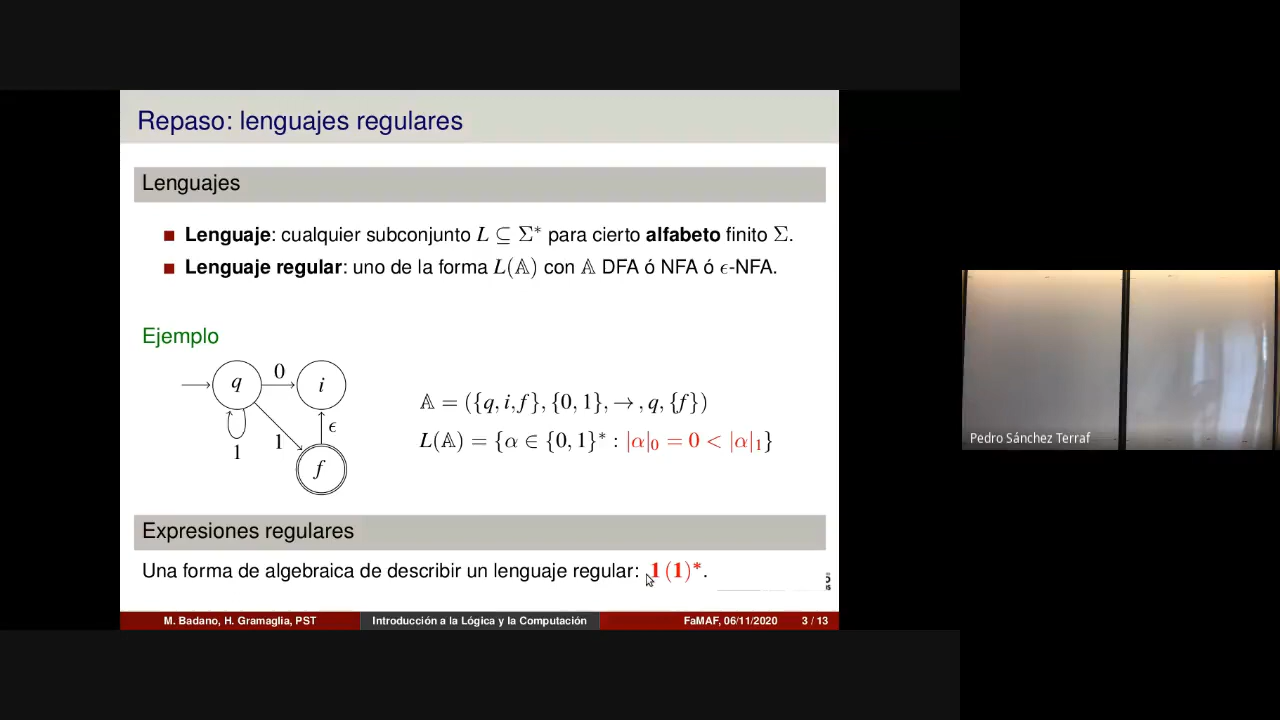 Repaso: lenguajes regulares
Lenguajes
Lenguaje: cualquier subconjunto L ⊆ Σ* para cierto alfabeto finito Σ.
Lenguaje regular: uno de la forma L(𝔸) con 𝔸 DFA ó NFA ó ϵ-NFA.
Ejemplo
q 0 i
1 1 ϵ
f
𝔸 = ({q, i, f}, {0, 1}, →, q, {f})
L(𝔸) = {α ∈ {0, 1}* : |α|₀ = 0 < |α|₁}
Expresiones regulares
Una forma de algebraica de describir un lenguaje regular: 1(1)*.
M. Badano, H. Gramaglia, PST Introducción a la Lógica y la Computación FaMAF, 06/11/2020 3 / 13
Pedro Sánchez Terraf